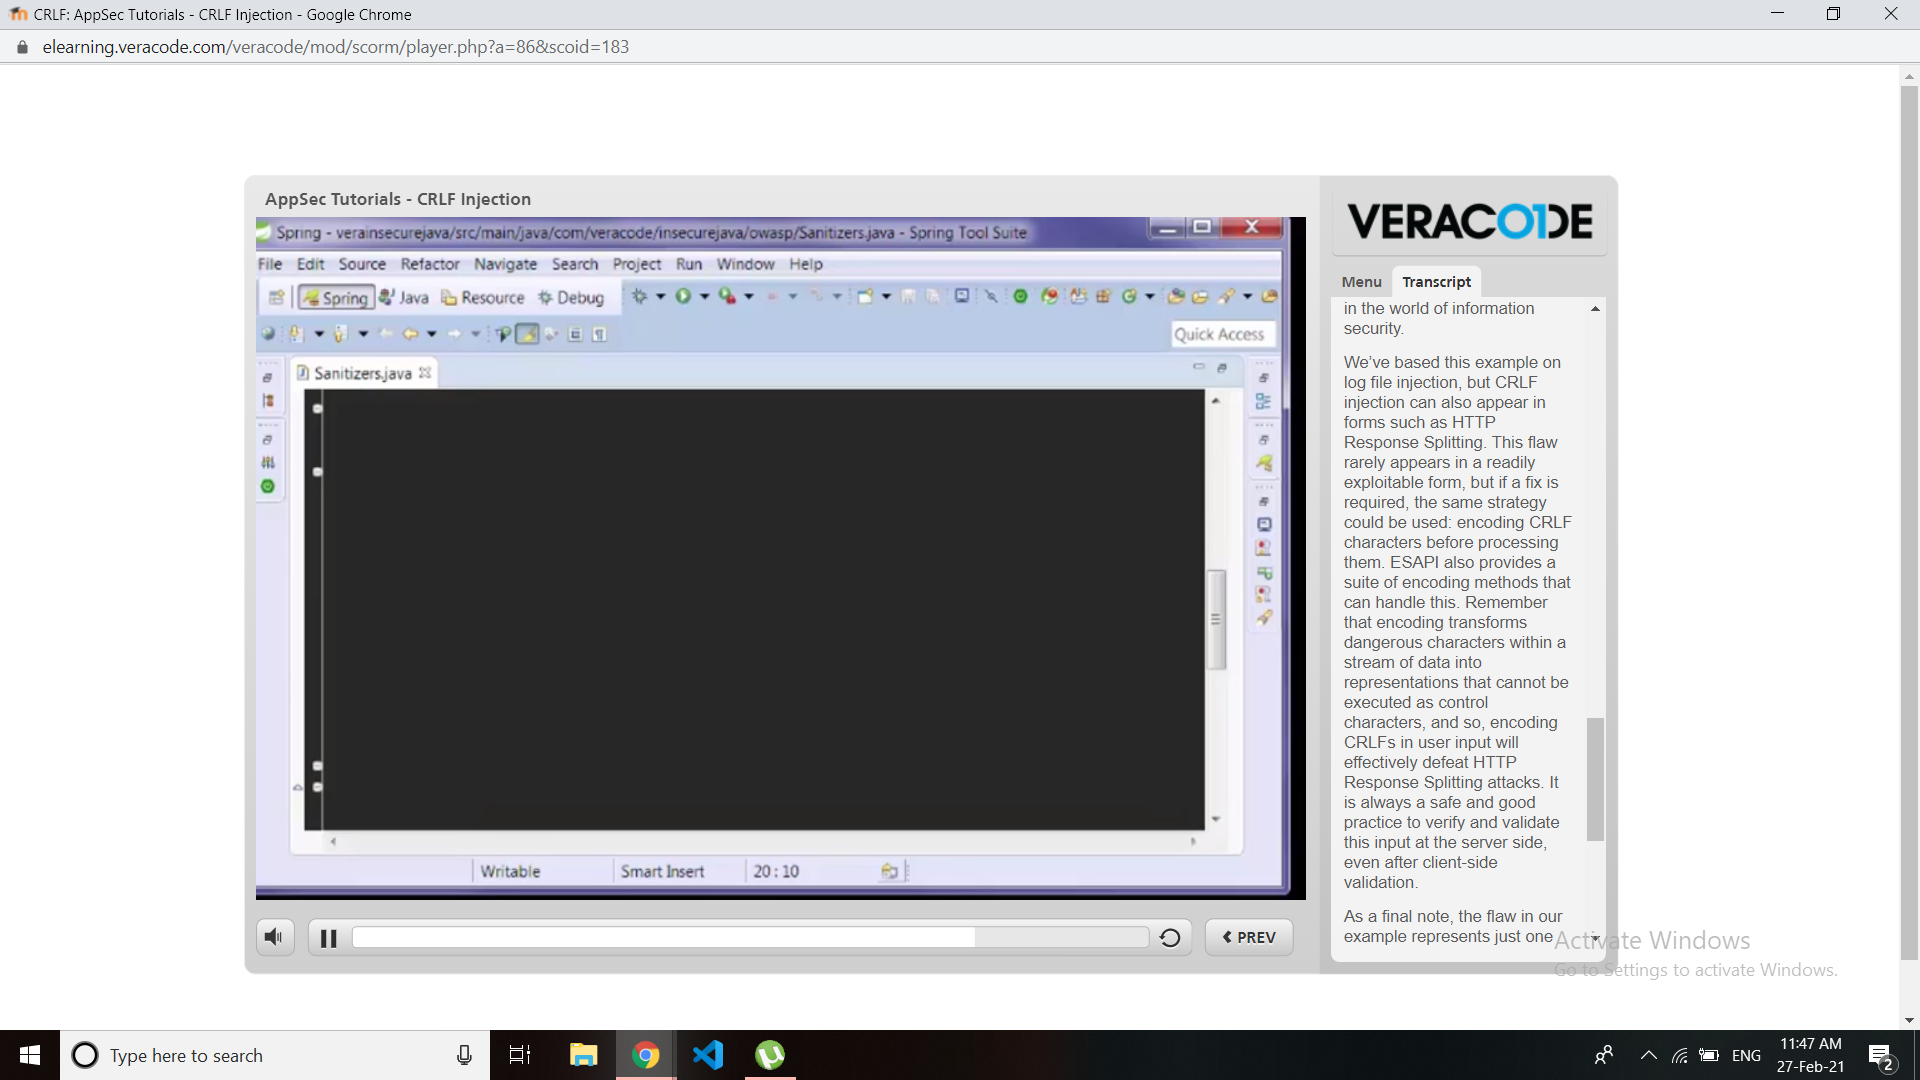 CRLF: AppSec Tutorials - CRLF Injection - Google Chrome
elearning.veracode.com/veracode/mod/scorm/player.php?a=86&scoid=183
AppSec Tutorials - CRLF Injection
Spring - verainsecurejava/src/main/java/com/veracode/insecurejava/owasp/Sanitizers.java - Spring Tool Suite
File Edit Source Refactor Navigate Search Project Run Window Help
Spring Java Resource Debug
Quick Access
Sanitizers.java
Writable Smart Insert 20 : 10
PREV
VERACODE
Menu Transcript
in the world of information
security.
We've based this example on
log file injection, but CRLF
injection can also appear in
forms such as HTTP
Response Splitting. This flaw
rarely appears in a readily
exploitable form, but if a fix is
required, the same strategy
could be used: encoding CRLF
characters before processing
them. ESAPI also provides a
suite of encoding methods that
can handle this. Remember
that encoding transforms
dangerous characters within a
stream of data into
representations that cannot be
executed as control
characters, and so, encoding
CRLFs in user input will
effectively defeat HTTP
Response Splitting attacks. It
is always a safe and good
practice to verify and validate
this input at the server side,
even after client-side
validation.
As a final note, the flaw in our
example represents just one
Activate Windows
Go to Settings to activate Windows.
Type here to search
ENG
11:47 AM
27-Feb-21
2